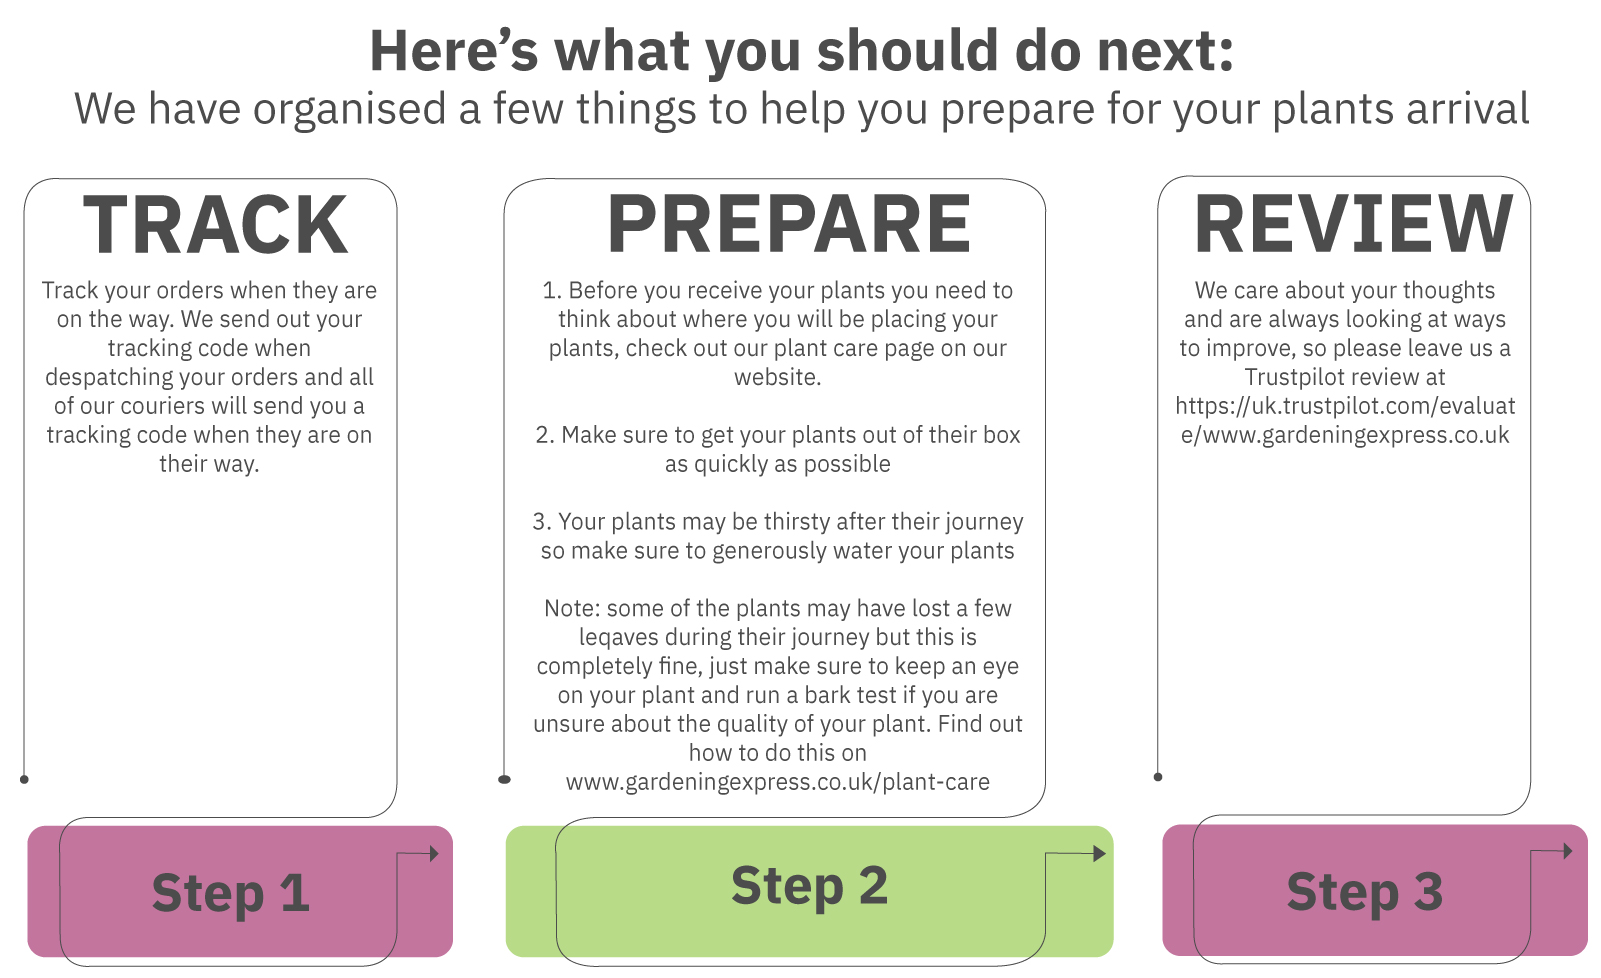 Here’s what you should do next:
We have organised a few things to help you prepare for your plants arrival
TRACK
Track your orders when they are
on the way. We send out your
tracking code when
despatching your orders and all
of our couriers will send you a
tracking code when they are on
their way.
Step 1
PREPARE
1. Before you receive your plants you need to
think about where you will be placing your
plants, check out our plant care page on our
website.
2. Make sure to get your plants out of their box
as quickly as possible
3. Your plants may be thirsty after their journey
so make sure to generously water your plants
Note: some of the plants may have lost a few
leqaves during their journey but this is
completely fine, just make sure to keep an eye
on your plant and run a bark test if you are
unsure about the quality of your plant. Find out
how to do this on
www.gardeningexpress.co.uk/plant-care
Step 2
REVIEW
We care about your thoughts
and are always looking at ways
to improve, so please leave us a
Trustpilot review at
https://uk.trustpilot.com/evaluat
e/www.gardeningexpress.co.uk
Step 3